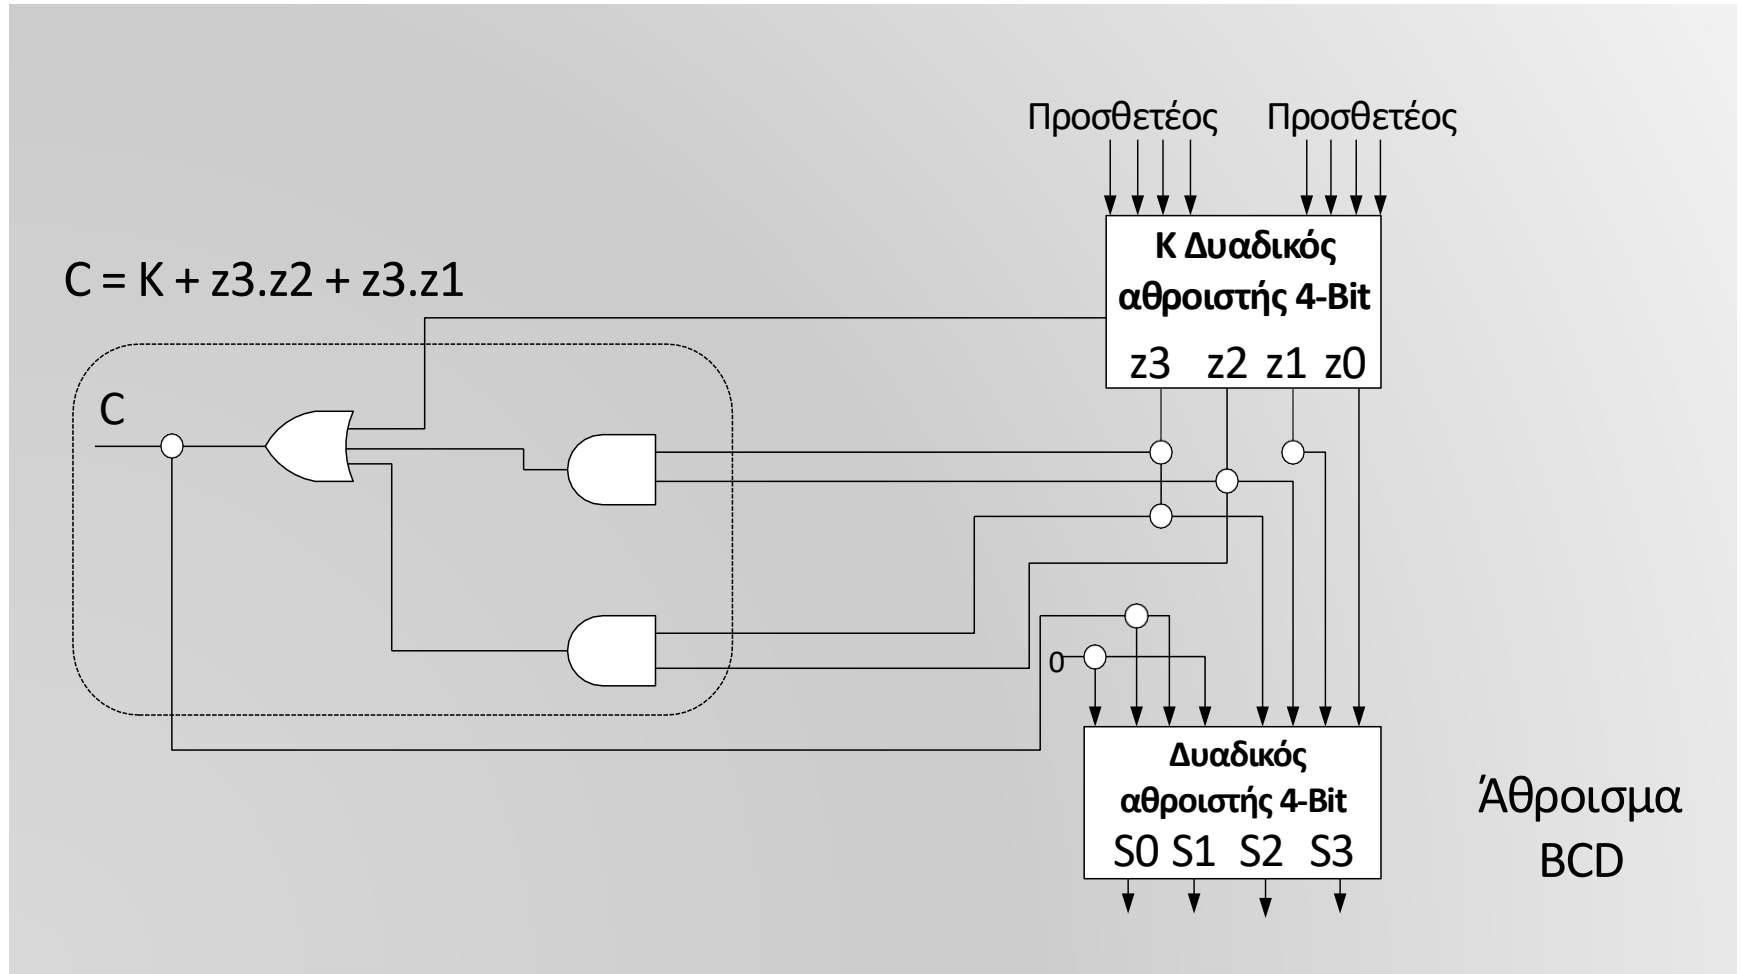 Προσθετέος Προσθετέος
Κ Δυαδικός
αθροιστής 4-Bit
z3 z2 z1 z0
C = K + z3.z2 + z3.z1
C
0
Δυαδικός
αθροιστής 4-Bit
S0 S1 S2 S3
Άθροισμα
BCD